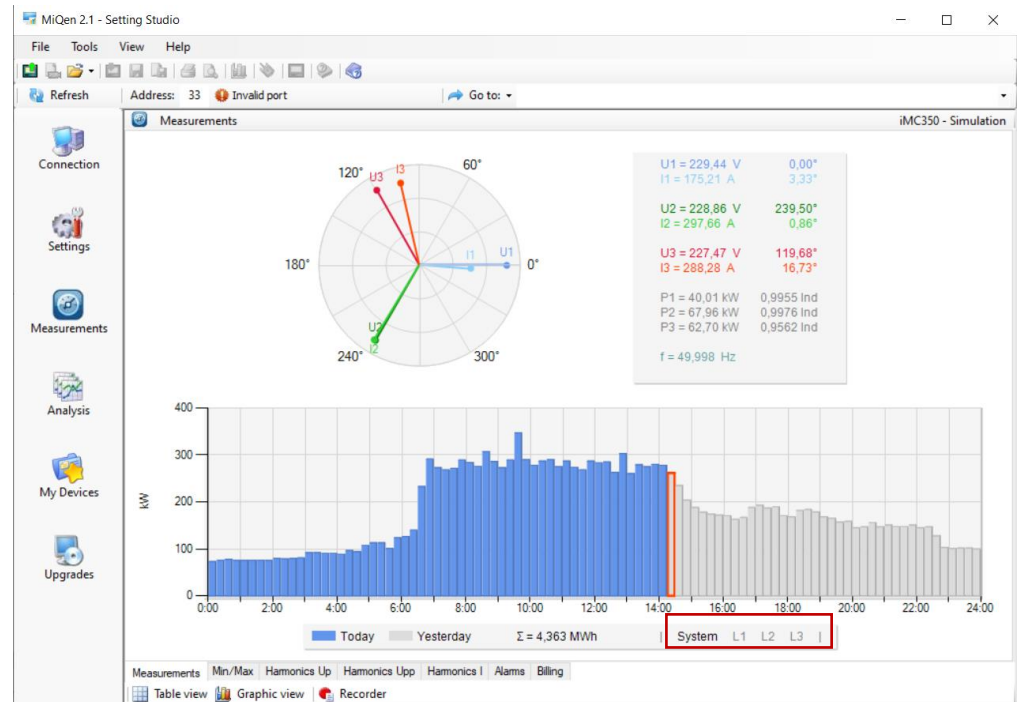 MiQen 2.1 - Setting Studio
File Tools View Help
Refresh Address: 33 Invalid port Go to:
Measurements iMC350 - Simulation
Connection
Settings
Measurements
Analysis
My Devices
Upgrades
120° U3 I3 60°
I1 U1
180° 0°
U2
I2
240° 300°
U1 = 229,44 V 0,00°
I1 = 175,21 A 3,33°
U2 = 228,86 V 239,50°
I2 = 297,66 A 0,86°
U3 = 227,47 V 119,68°
I3 = 288,28 A 16,73°
P1 = 40,01 kW 0,9955 Ind
P2 = 67,96 kW 0,9976 Ind
P3 = 62,70 kW 0,9562 Ind
f = 49,998 Hz
400
300
kW
200
100
0
0:00 2:00 4:00 6:00 8:00 10:00 12:00 14:00 16:00 18:00 20:00 22:00 24:00
Today Yesterday Σ = 4,363 MWh | System L1 L2 L3 |
Measurements Min/Max Harmonics Up Harmonics Upp Harmonics I Alarms Billing
Table view Graphic view Recorder